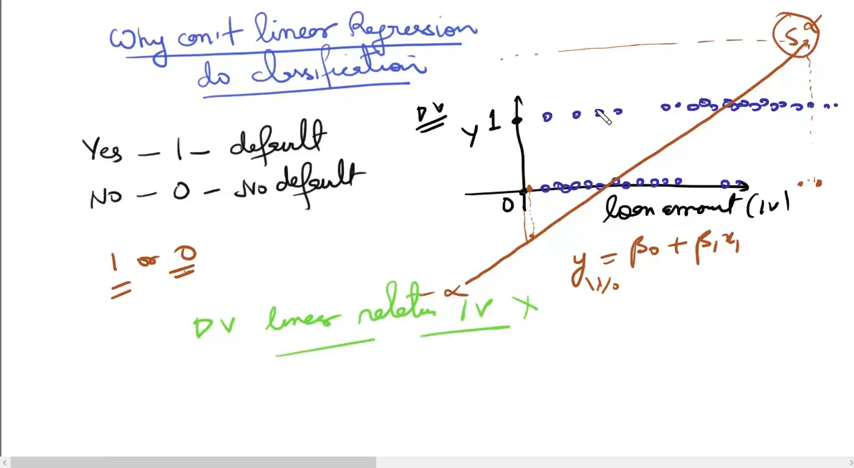 Why can't linear Regression
do classification
Yes - 1 - default
No - 0 - No default
1 or 0
DV
Y 1
0
loan amount (IV)
y = β0 + β1x1
DV linear relation IV X
-∝
∝